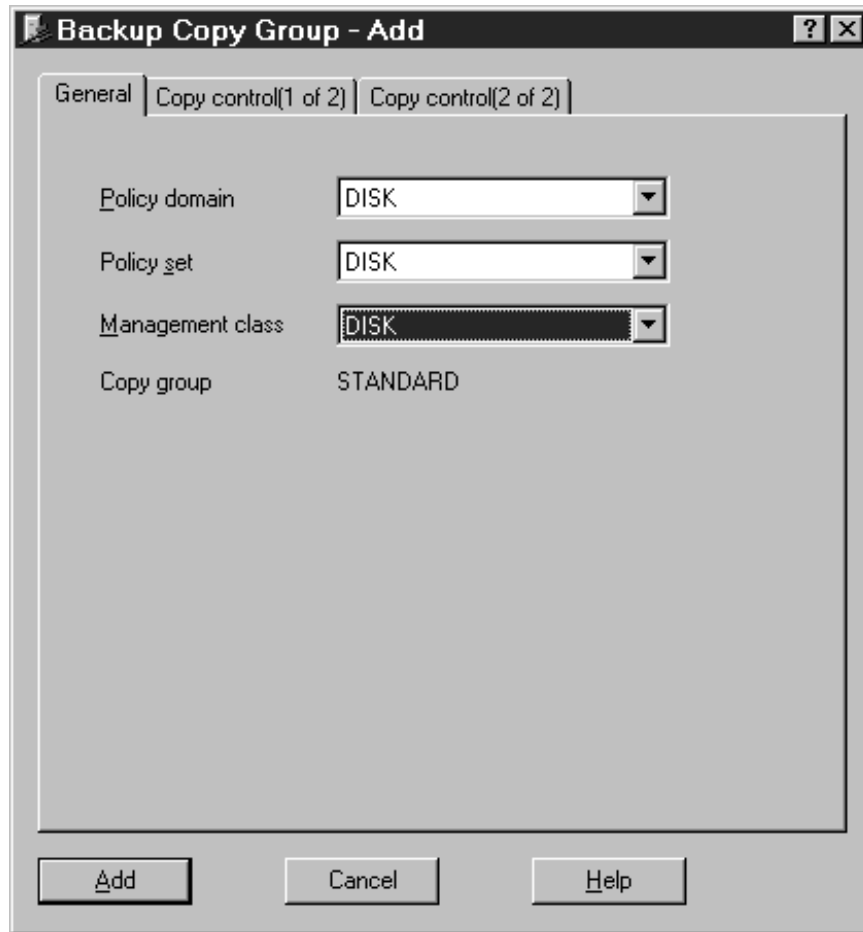 Backup Copy Group - Add
General Copy control(1 of 2) Copy control(2 of 2)
Policy domain DISK
Policy set DISK
Management class DISK
Copy group STANDARD
Add Cancel Help